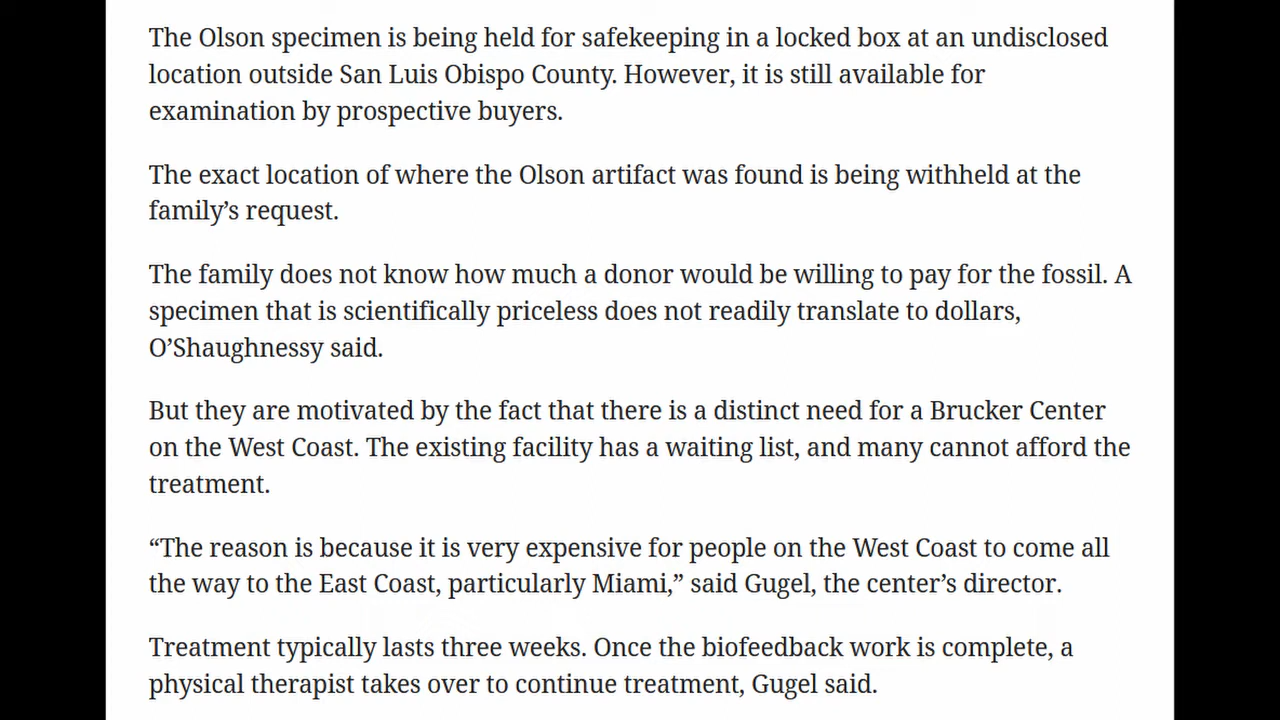 The Olson specimen is being held for safekeeping in a locked box at an undisclosed
location outside San Luis Obispo County. However, it is still available for
examination by prospective buyers.
The exact location of where the Olson artifact was found is being withheld at the
family’s request.
The family does not know how much a donor would be willing to pay for the fossil. A
specimen that is scientifically priceless does not readily translate to dollars,
O’Shaughnessy said.
But they are motivated by the fact that there is a distinct need for a Brucker Center
on the West Coast. The existing facility has a waiting list, and many cannot afford the
treatment.
“The reason is because it is very expensive for people on the West Coast to come all
the way to the East Coast, particularly Miami,” said Gugel, the center’s director.
Treatment typically lasts three weeks. Once the biofeedback work is complete, a
physical therapist takes over to continue treatment, Gugel said.